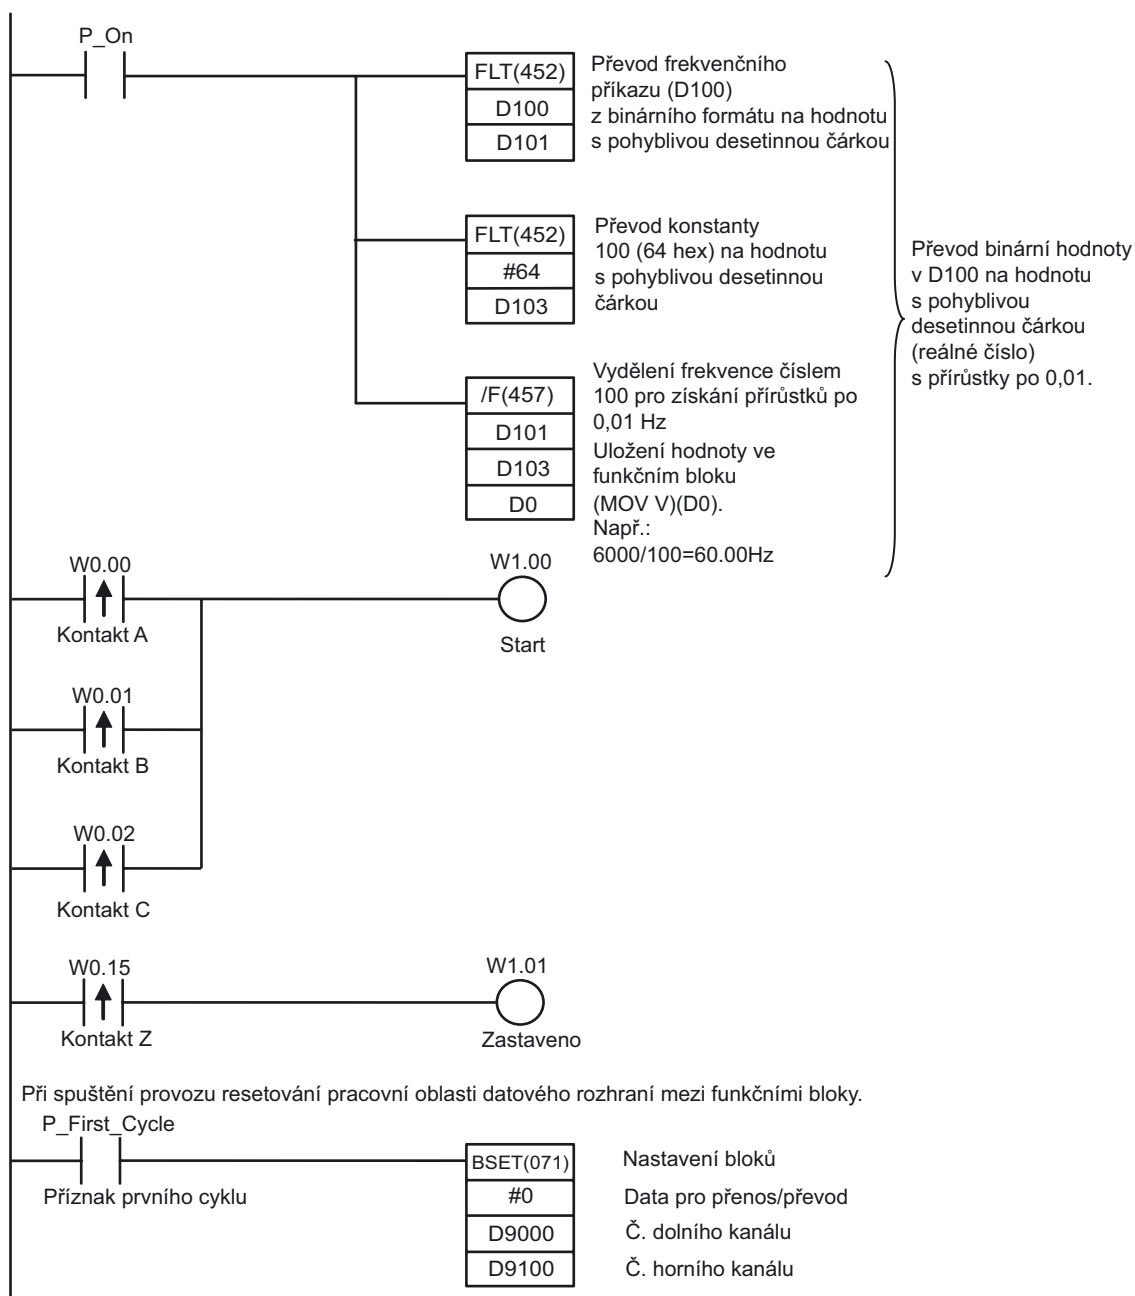 P_On
FLT(452)
D100
D101
Převod frekvenčního
příkazu (D100)
z binárního formátu na hodnotu
s pohyblivou desetinnou čárkou
FLT(452)
#64
D103
Převod konstanty
100 (64 hex) na hodnotu
s pohyblivou desetinnou
čárkou
Převod binární hodnoty
v D100 na hodnotu
s pohyblivou
desetinnou čárkou
(reálné číslo)
s přírůstky po 0,01.
/F(457)
D101
D103
D0
Vydělení frekvence číslem
100 pro získání přírůstků po
0,01 Hz
Uložení hodnoty ve
funkčním bloku
(MOV V)(D0).
Např.:
6000/100=60.00Hz
W0.00
Kontakt A
W1.00
Start
W0.01
Kontakt B
W0.02
Kontakt C
W0.15
Kontakt Z
W1.01
Zastaveno
Při spuštění provozu resetování pracovní oblasti datového rozhraní mezi funkčními bloky.
P_First_Cycle
Příznak prvního cyklu
BSET(071)
Nastavení bloků
#0
Data pro přenos/převod
D9000
Č. dolního kanálu
D9100
Č. horního kanálu